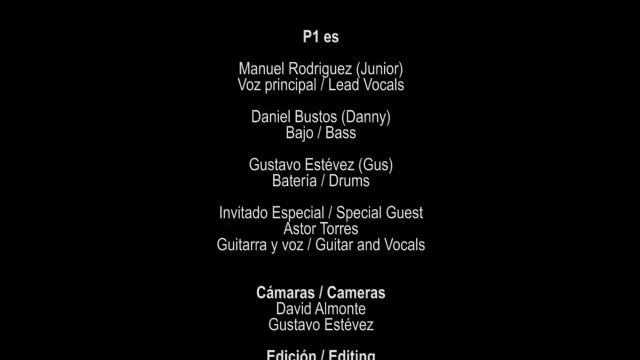 P1 es
Manuel Rodriguez (Junior)
Voz principal / Lead Vocals
Daniel Bustos (Danny)
Bajo / Bass
Gustavo Estévez (Gus)
Batería / Drums
Invitado Especial / Special Guest
Astor Torres
Guitarra y voz / Guitar and Vocals
Cámaras / Cameras
David Almonte
Gustavo Estévez
Edición / Editing